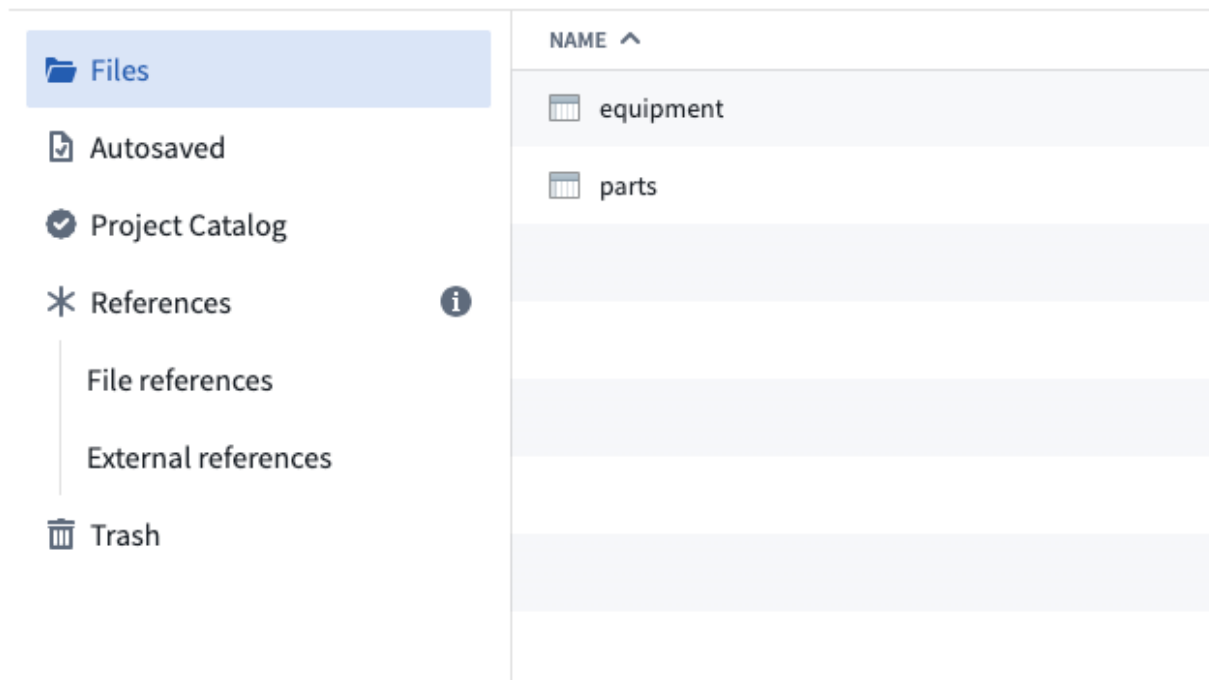 Files
Autosaved
Project Catalog
References
File references
External references
Trash
NAME
equipment
parts